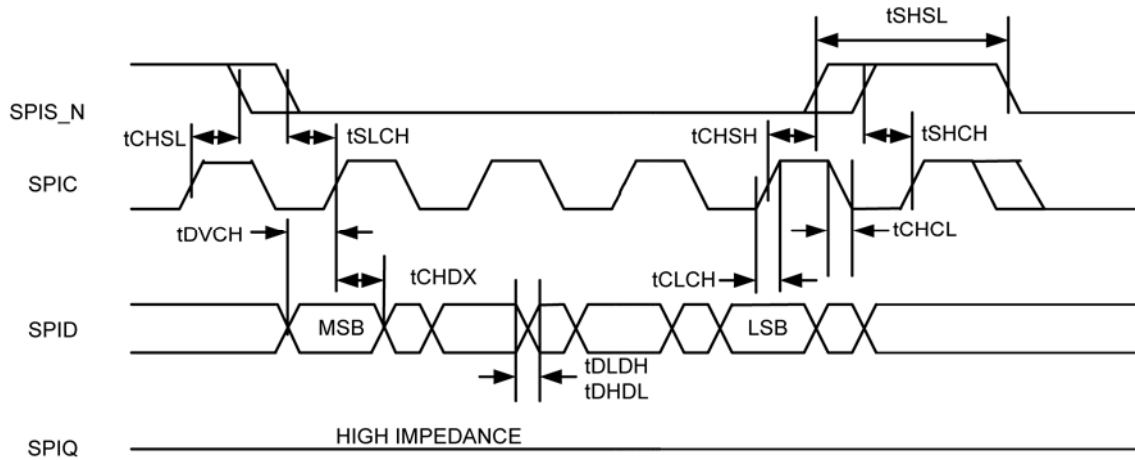 tSHSL
SPIS_N
tCHSL
tSLCH
tCHSH
tSHCH
SPIC
tDVCH
tCHCL
tCHDX
tCLCH
SPID
MSB
LSB
tDLDH
tDHDL
HIGH IMPEDANCE
SPIQ